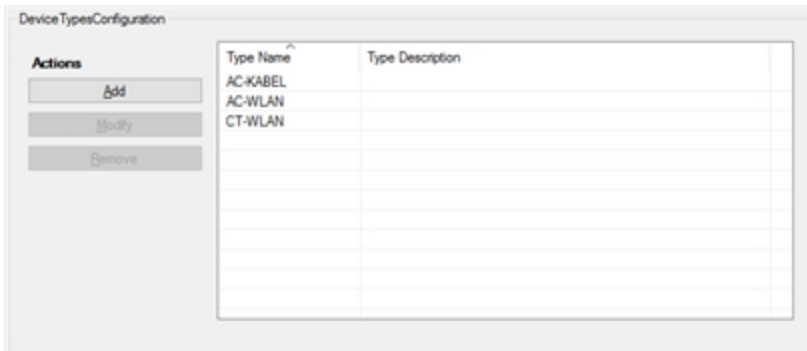 DeviceTypesConfiguration
Actions
Add
Modify
Remove
Type Name Type Description
AC-KABEL
AC-WLAN
CT-WLAN